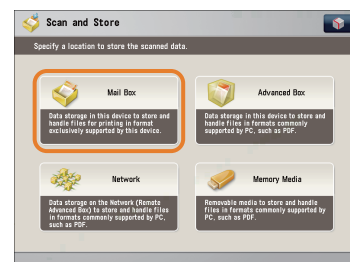 Scan and Store
Specify a location to store the scanned data.
Mail Box
Data storage in this device to store and
handle files for printing in format
exclusively supported by this device.
Advanced Box
Data storage in this device to store and
handle files in formats commonly
supported by PC, such as PDF.
Network
Data storage on the Network (Remote
Advanced Box) to store and handle files
in formats commonly supported by PC,
such as PDF.
Memory Media
Removable media to store and handle
files in formats commonly supported by
PC, such as PDF.